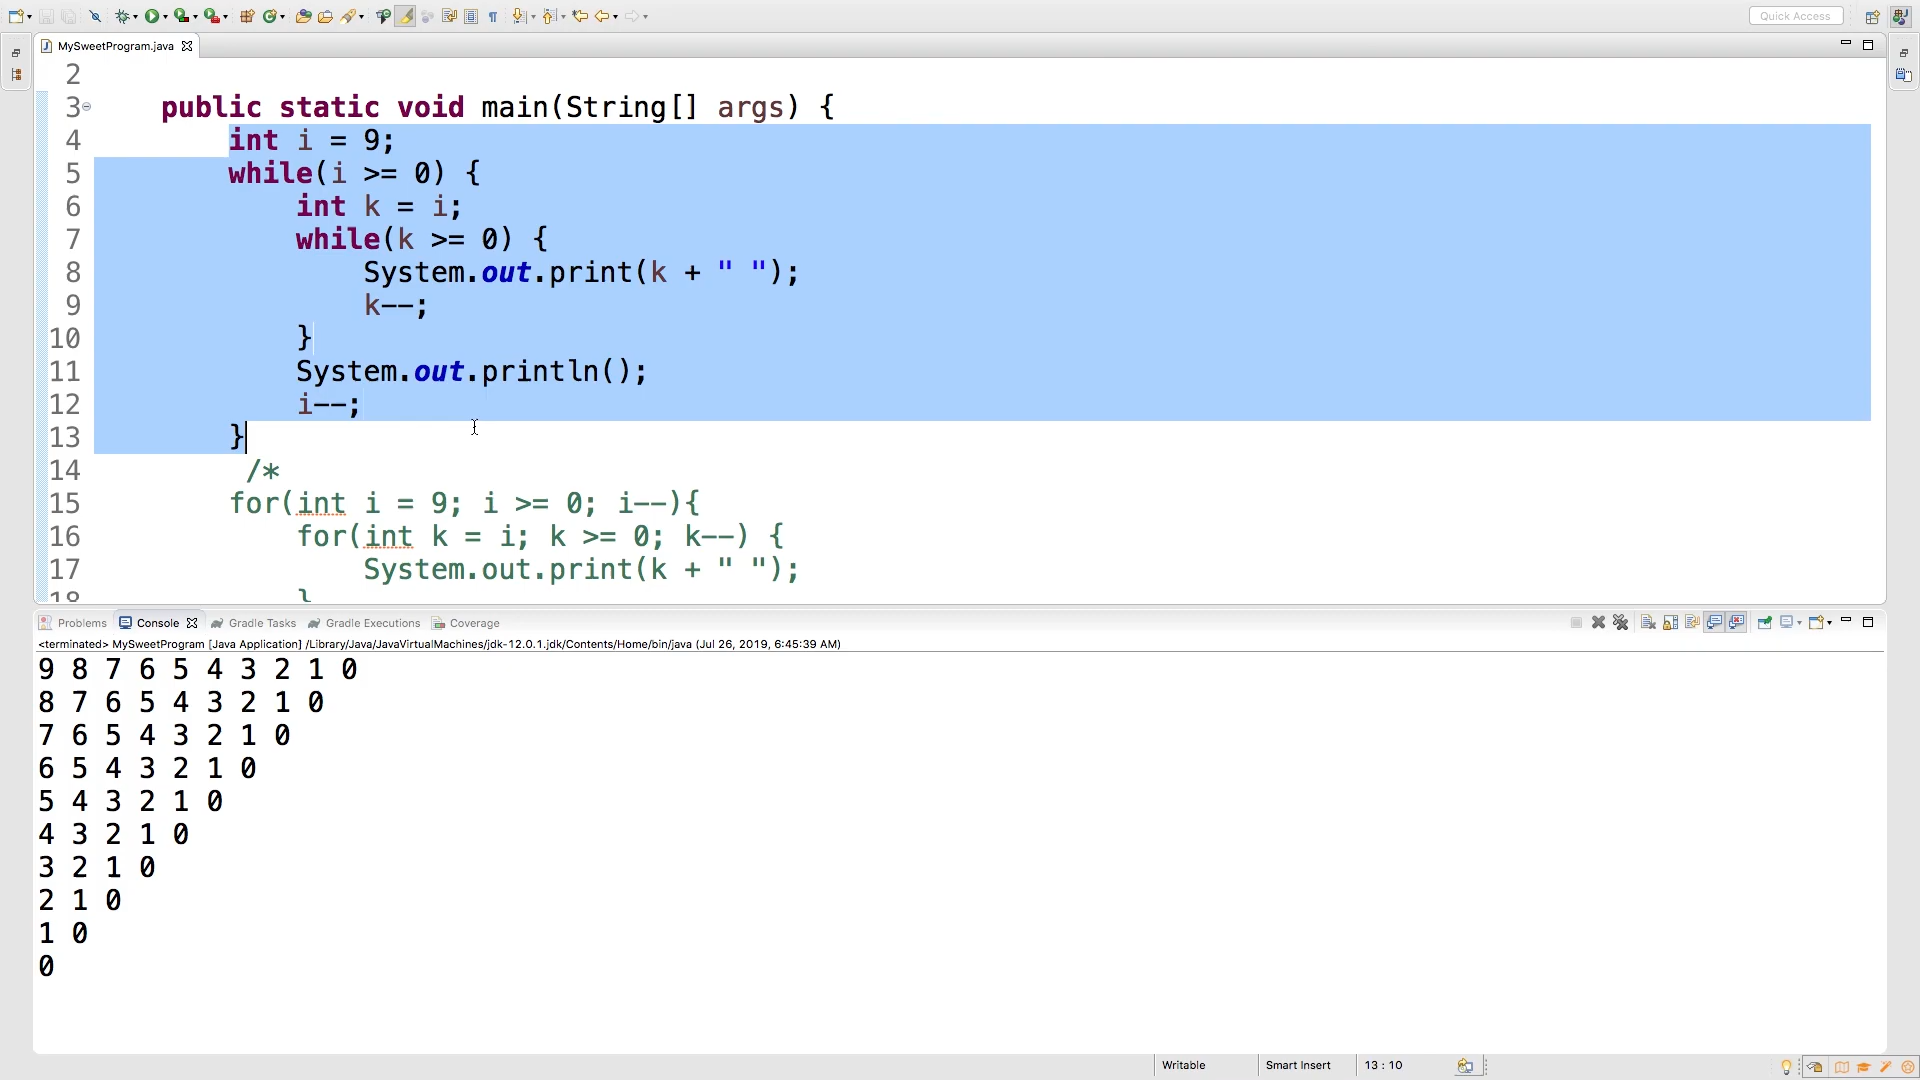 Quick Access
MySweetProgram.java
2
3 public static void main(String[] args) {
4 int i = 9;
5 while(i >= 0) {
6 int k = i;
7 while(k >= 0) {
8 System.out.print(k + " ");
9 k--;
10 }
11 System.out.println();
12 i--;
13 }
14 /*
15 for(int i = 9; i >= 0; i--){
16 for(int k = i; k >= 0; k--) {
17 System.out.print(k + " ");
18 }
Problems Console Gradle Tasks Gradle Executions Coverage
<terminated> MySweetProgram [Java Application] /Library/Java/JavaVirtualMachines/jdk-12.0.1.jdk/Contents/Home/bin/java (Jul 26, 2019, 6:45:39 AM)
9 8 7 6 5 4 3 2 1 0
8 7 6 5 4 3 2 1 0
7 6 5 4 3 2 1 0
6 5 4 3 2 1 0
5 4 3 2 1 0
4 3 2 1 0
3 2 1 0
2 1 0
1 0
0
Writable Smart Insert 13 : 10